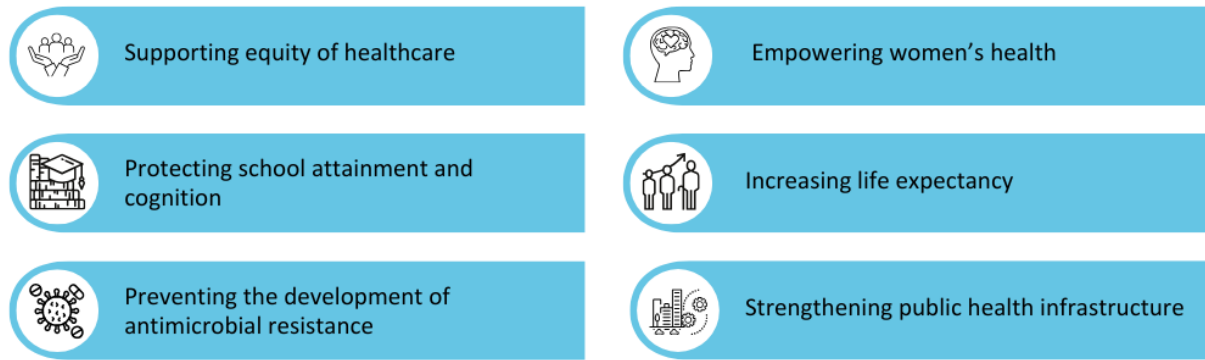 Supporting equity of healthcare
Empowering women's health
Protecting school attainment and
cognition
Increasing life expectancy
Preventing the development of
antimicrobial resistance
Strengthening public health infrastructure